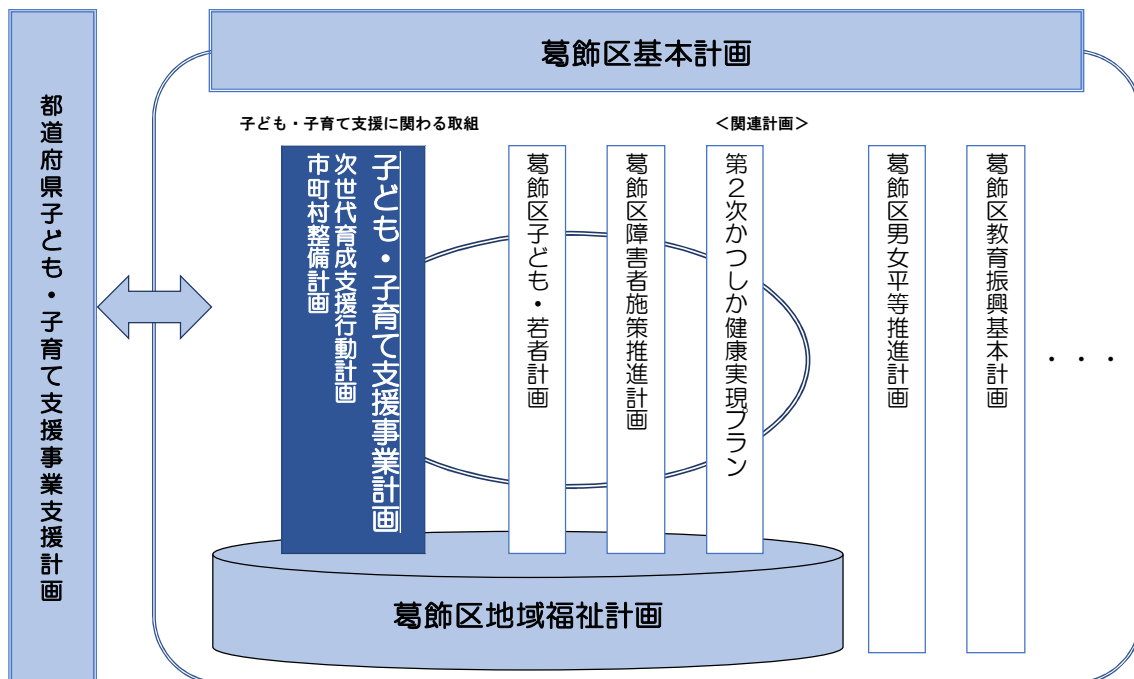 葛飾区基本計画
都道府県子ども・子育て支援事業支援計画
子ども・子育て支援に関わる取組
<関連計画>
子ども・子育て支援事業計画
次世代育成支援行動計画
市町村整備計画
葛飾区子ども・若者計画
葛飾区障害者施策推進計画
第2次かつしか健康実現プラン
葛飾区男女平等推進計画
葛飾区教育振興基本計画
・・・
葛飾区地域福祉計画